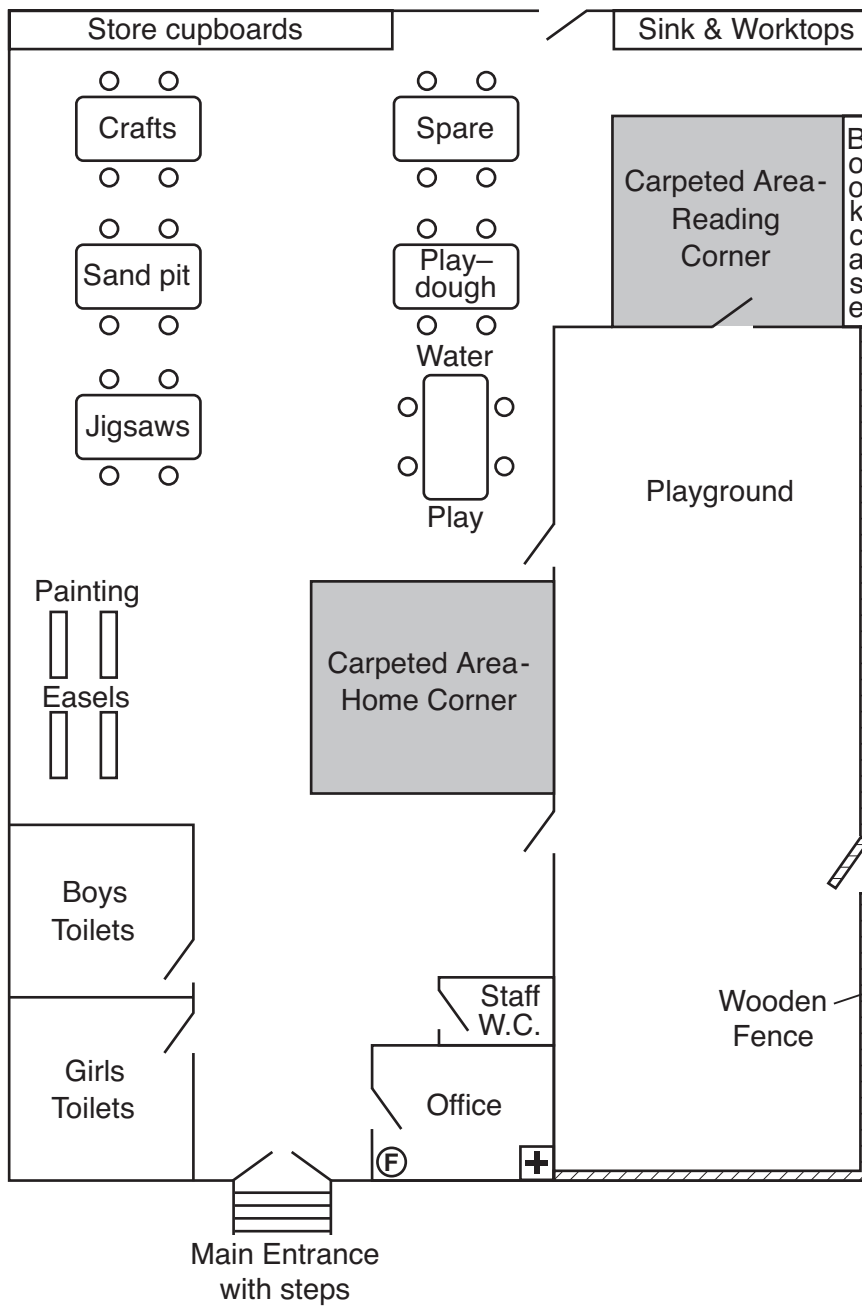 Store cupboards
Sink & Worktops
Crafts
Spare
Carpeted Area-
Reading
Corner
Bookcase
Sand pit
Play–
dough
Water
Jigsaws
Play
Playground
Painting
Easels
Carpeted Area-
Home Corner
Boys
Toilets
Staff
W.C.
Wooden
Fence
Girls
Toilets
Office
F
Main Entrance
with steps